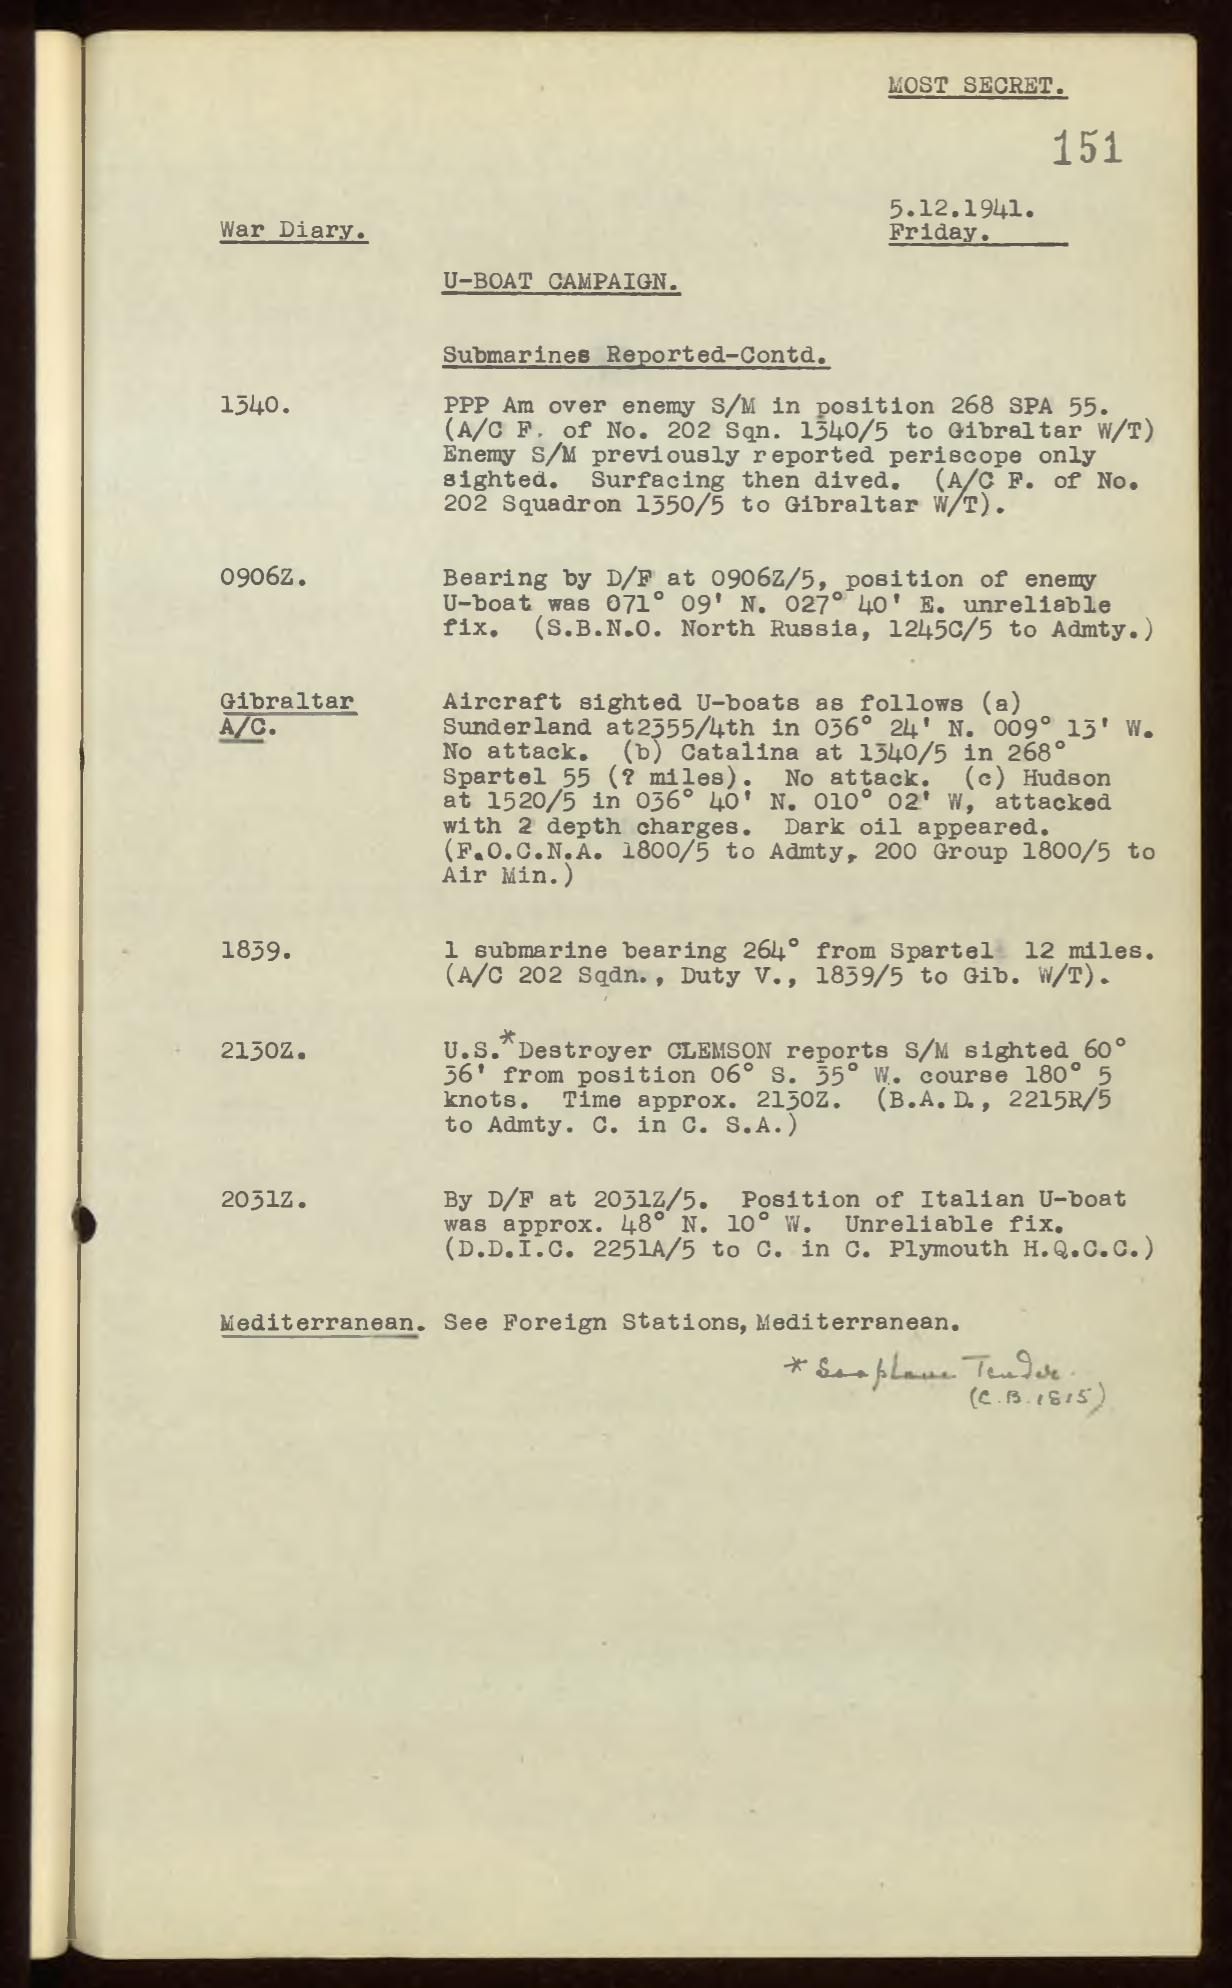 MOST SECRET.
151
5.12.1941.
War Diary.
Friday.
U-BOAT CAMPAIGN.
Submarines Reported-Contd.
1340. PPP Am over enemy S/M in position 268 SPA 55.
(A/C F. of No. 202 Sqn. 1340/5 to Gibraltar W/T)
Enemy S/M previously reported periscope only
sighted. Surfacing then dived. (A/C F. of No.
202 Squadron 1350/5 to Gibraltar W/T).
0906Z. Bearing by D/F at 0906Z/5, position of enemy
U-boat was 071° 09' N. 027° 40' E. unreliable
fix. (S.B.N.O. North Russia, 1245C/5 to Admty.)
Gibraltar Aircraft sighted U-boats as follows (a)
A/C. Sunderland at2355/4th in 036° 24' N. 009° 13' W.
No attack. (b) Catalina at 1340/5 in 268°
Spartel 55 (? miles). No attack. (c) Hudson
at 1520/5 in 036° 40' N. 010° 02' W, attacked
with 2 depth charges. Dark oil appeared.
(F.O.C.N.A. 1800/5 to Admty, 200 Group 1800/5 to
Air Min.)
1839. 1 submarine bearing 264° from Spartel 12 miles.
(A/C 202 Sqdn., Duty V., 1839/5 to Gib. W/T).
2130Z. U.S.* Destroyer CLEMSON reports S/M sighted 60°
36' from position 06° S. 35° W. course 180° 5
knots. Time approx. 2130Z. (B.A.D., 2215R/5
to Admty. C. in C. S.A.)
2031Z. By D/F at 2031Z/5. Position of Italian U-boat
was approx. 48° N. 10° W. Unreliable fix.
(D.D.I.C. 2251A/5 to C. in C. Plymouth H.Q.C.C.)
Mediterranean. See Foreign Stations, Mediterranean.
* Seaplane Tender.
(C.B.1815)